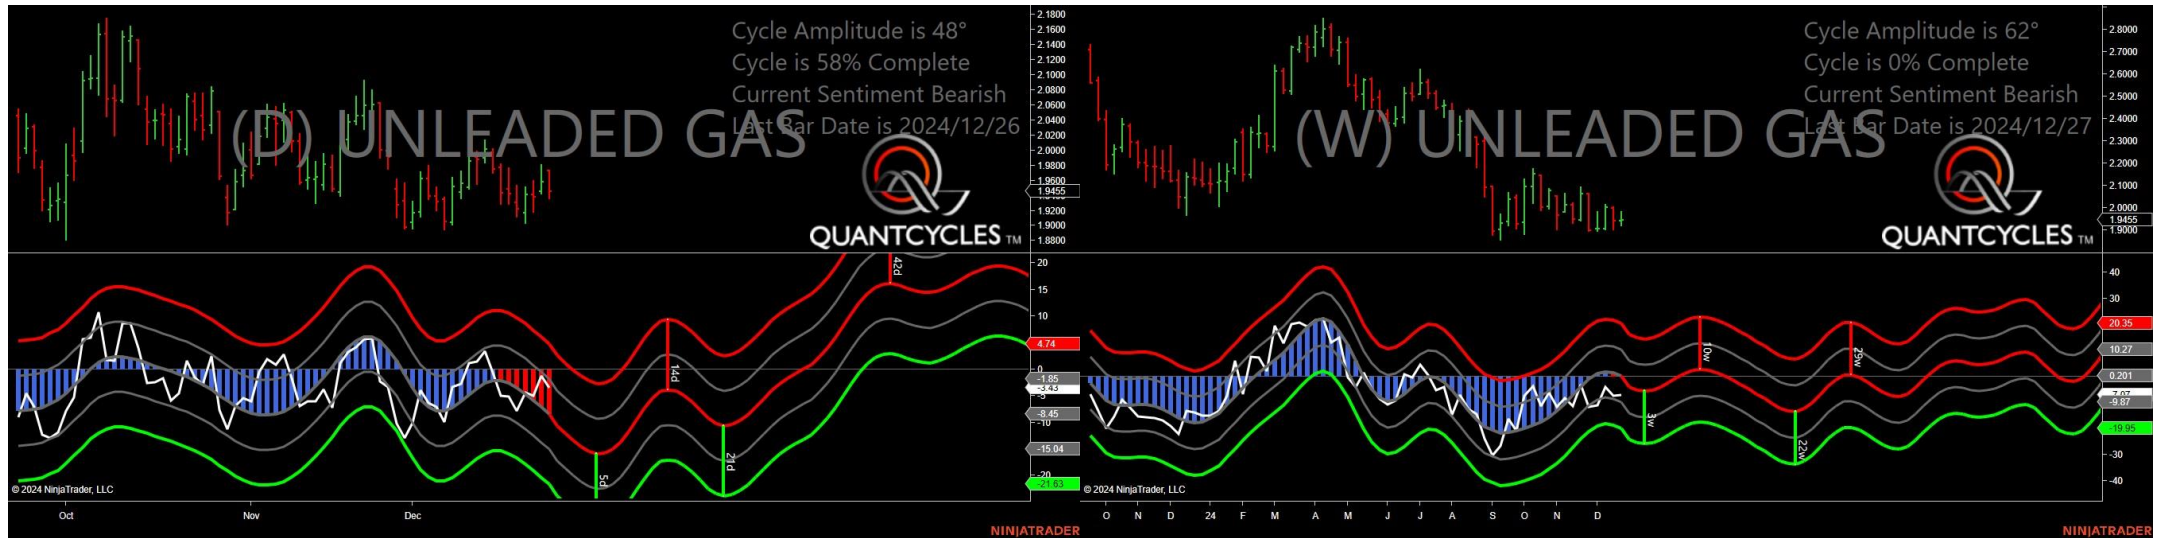 Cycle Amplitude is 48°
Cycle is 58% Complete
Current Sentiment Bearish
Last Bar Date is 2024/12/26
(D) UNLEADED GAS
QUANTCYCLES TM
2.1800
2.1600
2.1400
2.1200
2.1000
2.0800
2.0600
2.0400
2.0200
2.0000
1.9800
1.9600
1.9455
1.9200
1.9000
1.8800
20
15
10
4.74
0
-1.85
-3.43
-5
-8.45
-10
-15.04
-20
-21.63
42d
14d
5d
21d
© 2024 NinjaTrader, LLC
Oct Nov Dec
NINJATRADER
Cycle Amplitude is 62°
Cycle is 0% Complete
Current Sentiment Bearish
Last Bar Date is 2024/12/27
(W) UNLEADED GAS
QUANTCYCLES TM
2.8000
2.7000
2.6000
2.5000
2.4000
2.3000
2.2000
2.1000
2.0000
1.9455
1.9000
40
30
20.35
10.27
0.201
-9.87
-19.95
-30
-40
10w
29w
3w
22w
© 2024 NinjaTrader, LLC
O N D 24 F M A M J J A S O N D
NINJATRADER